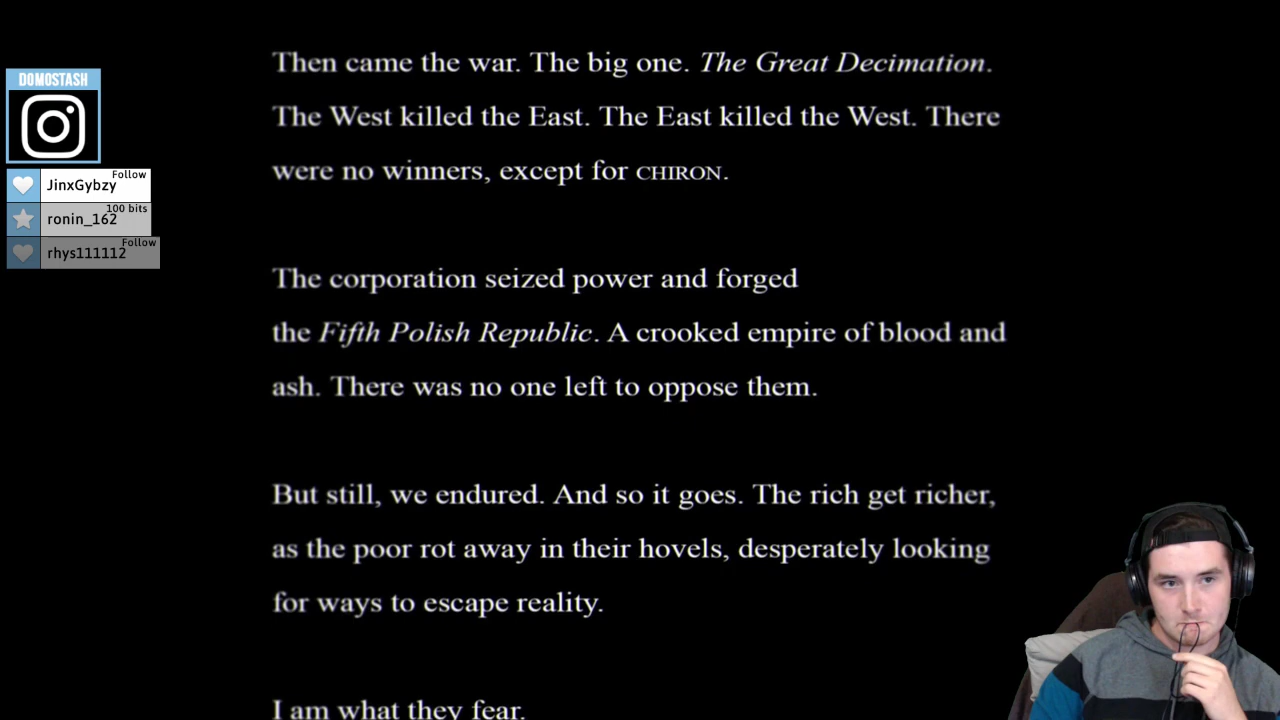 DOMOSTASH
Follow
JinxGybzy
100 bits
ronin_162
Follow
rhys111112
Then came the war. The big one. The Great Decimation.
The West killed the East. The East killed the West. There
were no winners, except for CHIRON.
The corporation seized power and forged
the Fifth Polish Republic. A crooked empire of blood and
ash. There was no one left to oppose them.
But still, we endured. And so it goes. The rich get richer,
as the poor rot away in their hovels, desperately looking
for ways to escape reality.
I am what they fear.